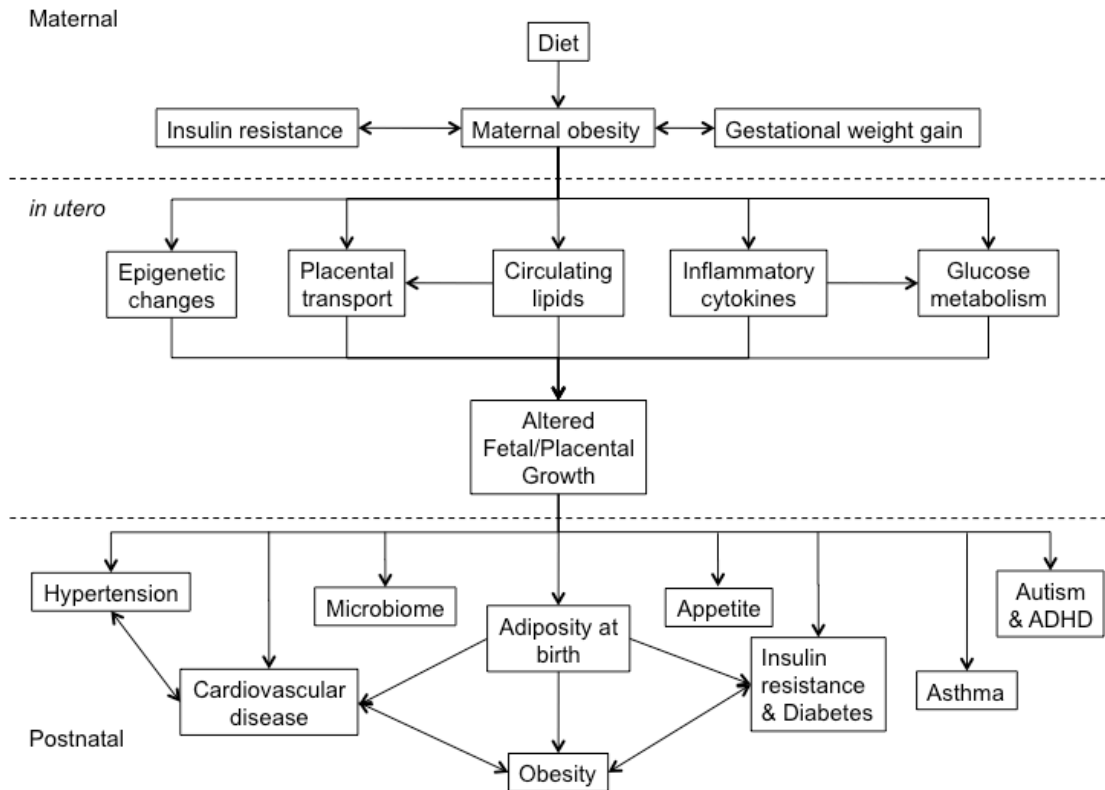 Maternal
Diet
Insulin resistance
Maternal obesity
Gestational weight gain
in utero
Epigenetic
changes
Placental
transport
Circulating
lipids
Inflammatory
cytokines
Glucose
metabolism
Altered
Fetal/Placental
Growth
Hypertension
Cardiovascular
disease
Microbiome
Adiposity at
birth
Appetite
Insulin
resistance
& Diabetes
Asthma
Autism
& ADHD
Postnatal
Obesity